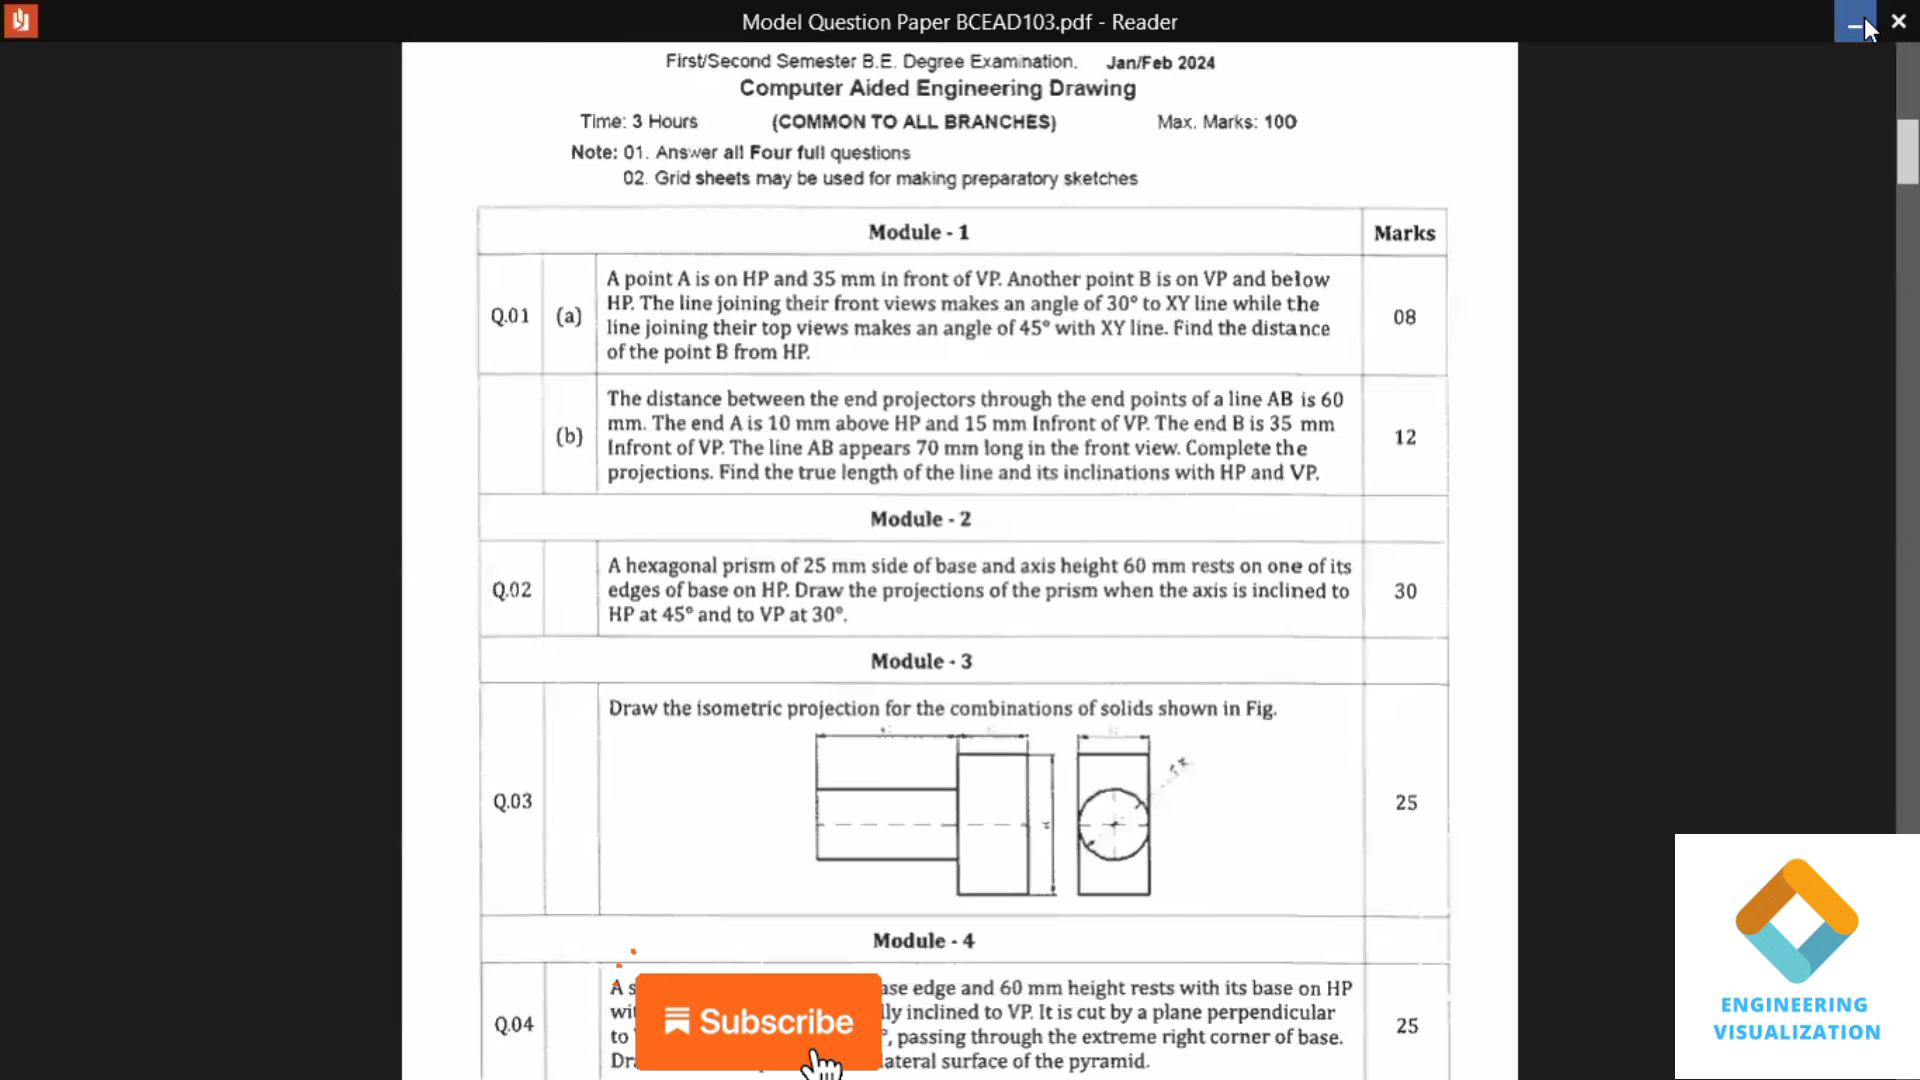 Model Question Paper BCEAD103.pdf - Reader
First/Second Semester B.E. Degree Examination. Jan/Feb 2024
Computer Aided Engineering Drawing
Time: 3 Hours (COMMON TO ALL BRANCHES) Max. Marks: 100
Note: 01. Answer all Four full questions
02. Grid sheets may be used for making preparatory sketches
Module - 1 Marks
A point A is on HP and 35 mm in front of VP. Another point B is on VP and below
HP. The line joining their front views makes an angle of 30° to XY line while the
Q.01 (a) 08
line joining their top views makes an angle of 45° with XY line. Find the distance
of the point B from HP.
The distance between the end projectors through the end points of a line AB is 60
mm. The end A is 10 mm above HP and 15 mm Infront of VP. The end B is 35 mm
(b) 12
Infront of VP. The line AB appears 70 mm long in the front view. Complete the
projections. Find the true length of the line and its inclinations with HP and VP.
Module - 2
A hexagonal prism of 25 mm side of base and axis height 60 mm rests on one of its
Q.02 edges of base on HP. Draw the projections of the prism when the axis is inclined to 30
HP at 45° and to VP at 30°.
Module - 3
Draw the isometric projection for the combinations of solids shown in Fig.
Q.03 25
Module - 4
A s ase edge and 60 mm height rests with its base on HP
wit lly inclined to VP. It is cut by a plane perpendicular
Q.04 25
to °, passing through the extreme right corner of base.
Dra lateral surface of the pyramid.
Subscribe
ENGINEERING
VISUALIZATION